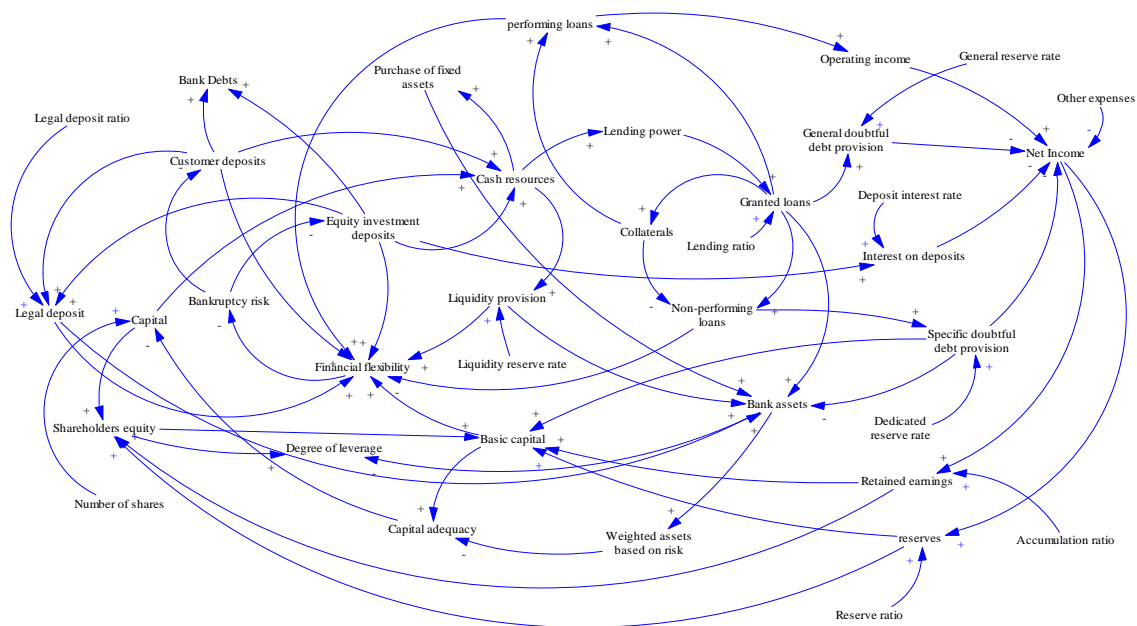 performing loans
Operating income
General reserve rate
Purchase of fixed
assets
Bank Debts
Other expenses
Legal deposit ratio
Lending power
General doubtful
debt provision
Net Income
Customer deposits
Cash resources
Granted loans
Deposit interest rate
Equity investment
deposits
Collaterals
Lending ratio
Interest on deposits
Bankruptcy risk
Liquidity provision
Legal deposit
Capital
Non-performing
loans
Specific doubtful
debt provision
Financial flexibility
Liquidity reserve rate
Bank assets
Dedicated
reserve rate
Shareholders equity
Degree of leverage
Basic capital
Retained earnings
Number of shares
Capital adequacy
Weighted assets
based on risk
reserves
Accumulation ratio
Reserve ratio